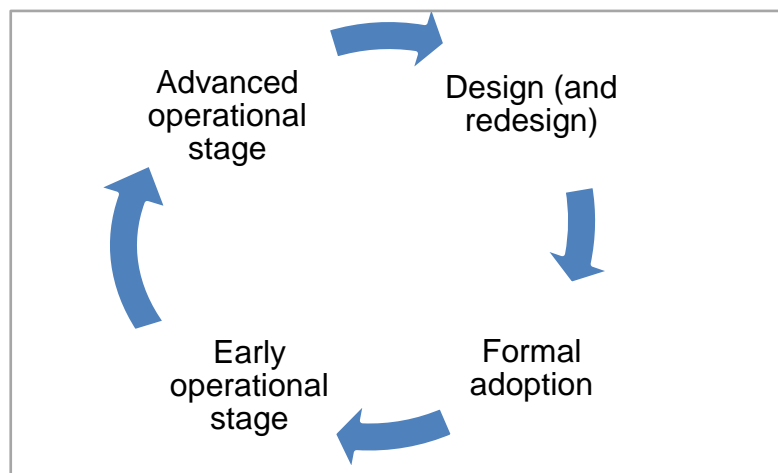 Advanced
operational
stage
Design (and
redesign)
Early
operational
stage
Formal
adoption